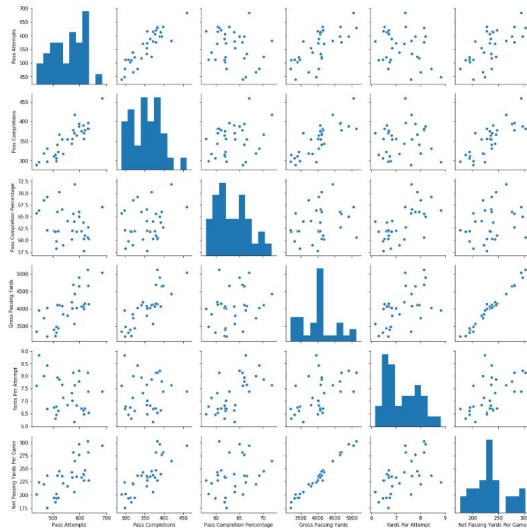 Pass Attempts
700
650
600
550
500
450
Pass Completions
450
400
350
300
Pass Completion Percentage
72.5
70.0
67.5
65.0
62.5
60.0
57.5
Gross Passing Yards
5000
4500
4000
3500
Yards Per Attempt
9.0
8.5
8.0
7.5
7.0
6.5
6.0
Net Passing Yards Per Game
300
275
250
225
200
175
500 600 700
300 350 400 450
60 65 70
3500 4000 4500 5000
6 7 8 9
200 250 300
Pass Attempts
Pass Completions
Pass Completion Percentage
Gross Passing Yards
Yards Per Attempt
Net Passing Yards Per Game